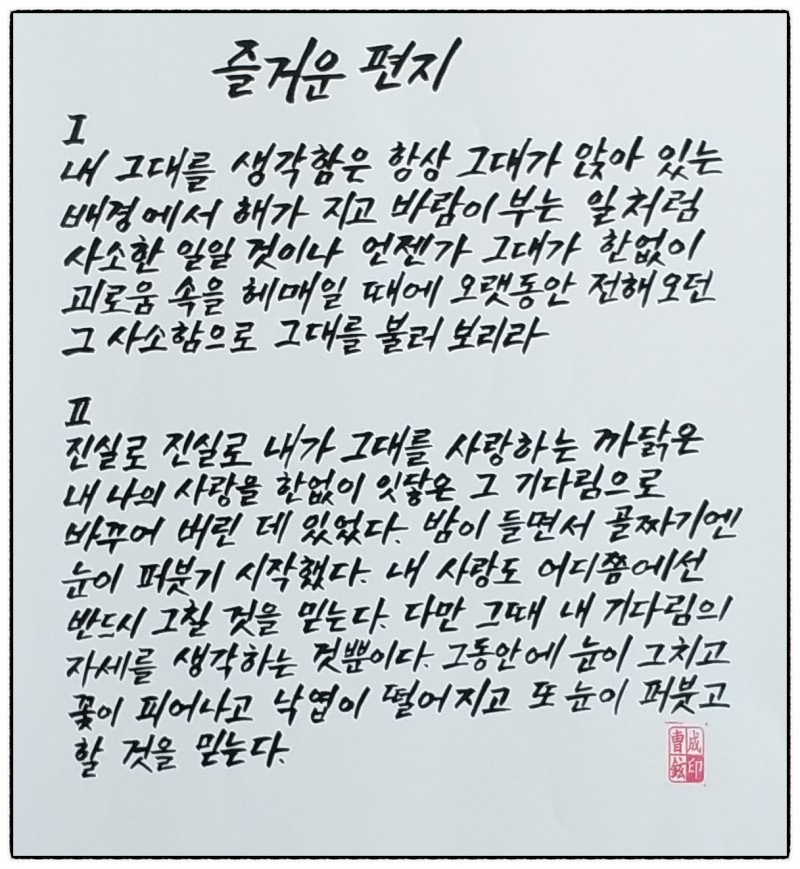 즐거운 편지
I
내 그대를 생각함은 항상 그대가 앉아 있는
배경에서 해가 지고 바람이 부는 일처럼
사소한 일일 것이나 언젠가 그대가 한없이
괴로움 속을 헤매일 때에 오랫동안 전해오던
그 사소함으로 그대를 불러 보리라
II
진실로 진실로 내가 그대를 사랑하는 까닭은
내 나의 사랑을 한없이 잇닿은 그 기다림으로
바꾸어 버린 데 있었다. 밤이 들면서 골짜기엔
눈이 퍼붓기 시작했다. 내 사랑도 어디쯤에선
반드시 그칠 것을 믿는다. 다만 그때 내 기다림의
자세를 생각하는 것뿐이다. 그동안에 눈이 그치고
꽃이 피어나고 낙엽이 떨어지고 또 눈이 퍼붓고
할 것을 믿는다.
曺成
鉉印